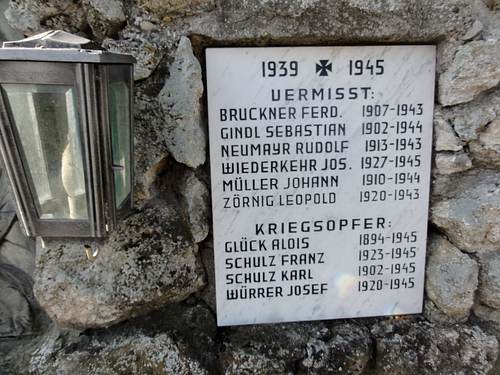 1939 ✠ 1945
VERMISST:
BRUCKNER FERD. 1907-1943
GINDL SEBASTIAN 1902-1944
NEUMAYR RUDOLF 1913-1943
WIEDERKEHR JOS. 1927-1945
MÜLLER JOHANN 1910-1944
ZÖRNIG LEOPOLD 1920-1943
KRIEGSOPFER:
GLÜCK ALOIS 1894-1945
SCHULZ FRANZ 1923-1945
SCHULZ KARL 1902-1945
WÜRRER JOSEF 1920-1945